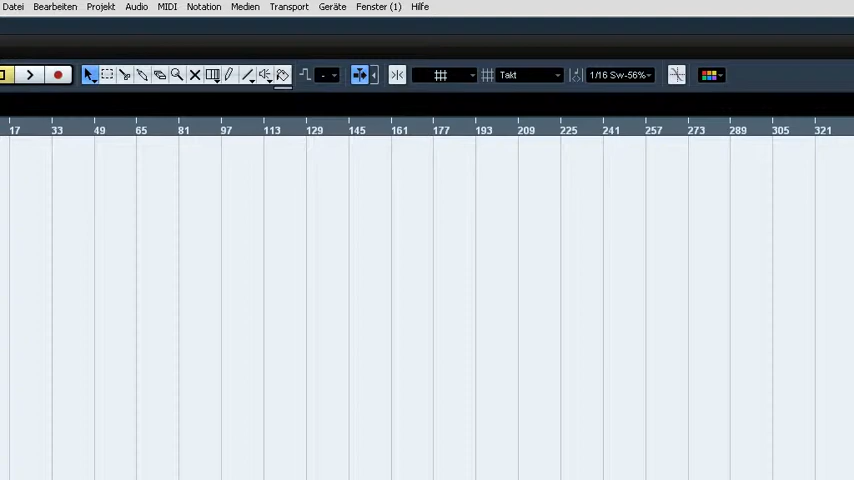 Datei Bearbeiten Projekt Audio MIDI Notation Medien Transport Geräte Fenster (1) Hilfe
- Takt 1/16 Sw-56%
17 33 49 65 81 97 113 129 145 161 177 193 209 225 241 257 273 289 305 321